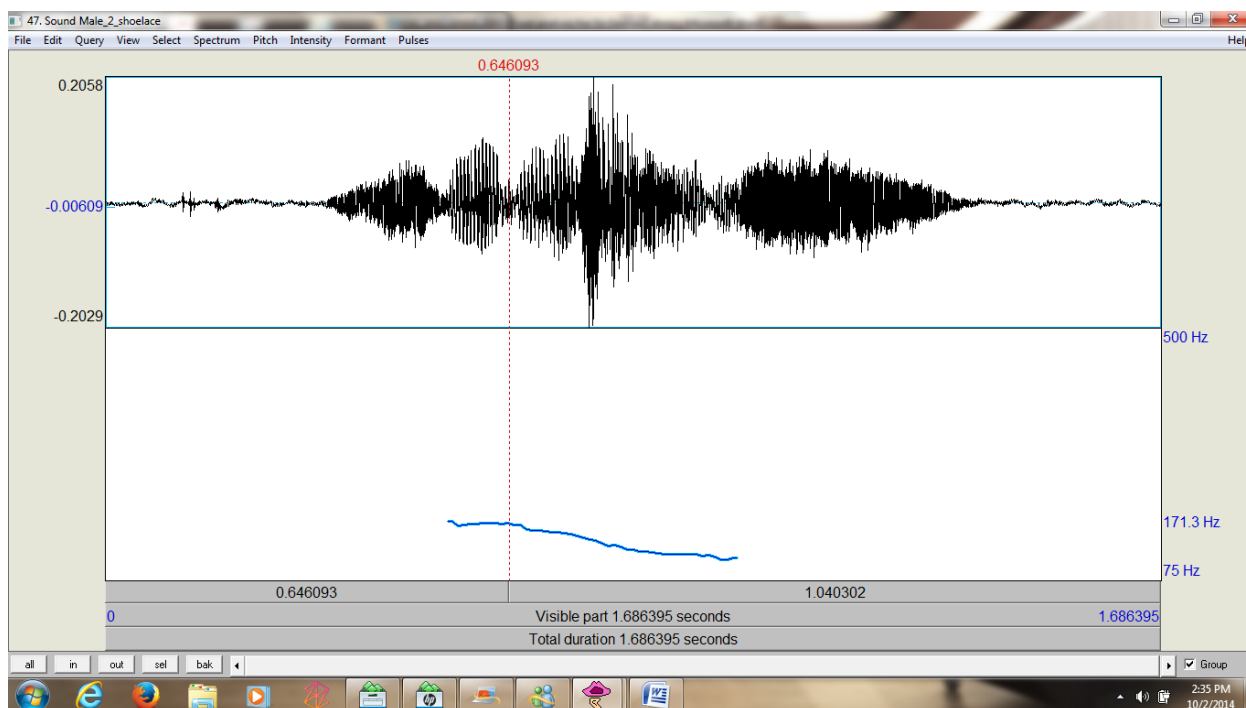 47. Sound Male_2_shoelace
File Edit Query View Select Spectrum Pitch Intensity Formant Pulses Help
0.646093
0.2058
-0.00609
-0.2029
500 Hz
171.3 Hz
75 Hz
0.646093 1.040302
0 Visible part 1.686395 seconds 1.686395
Total duration 1.686395 seconds
all in out sel bak Group
2:35 PM
10/2/2014